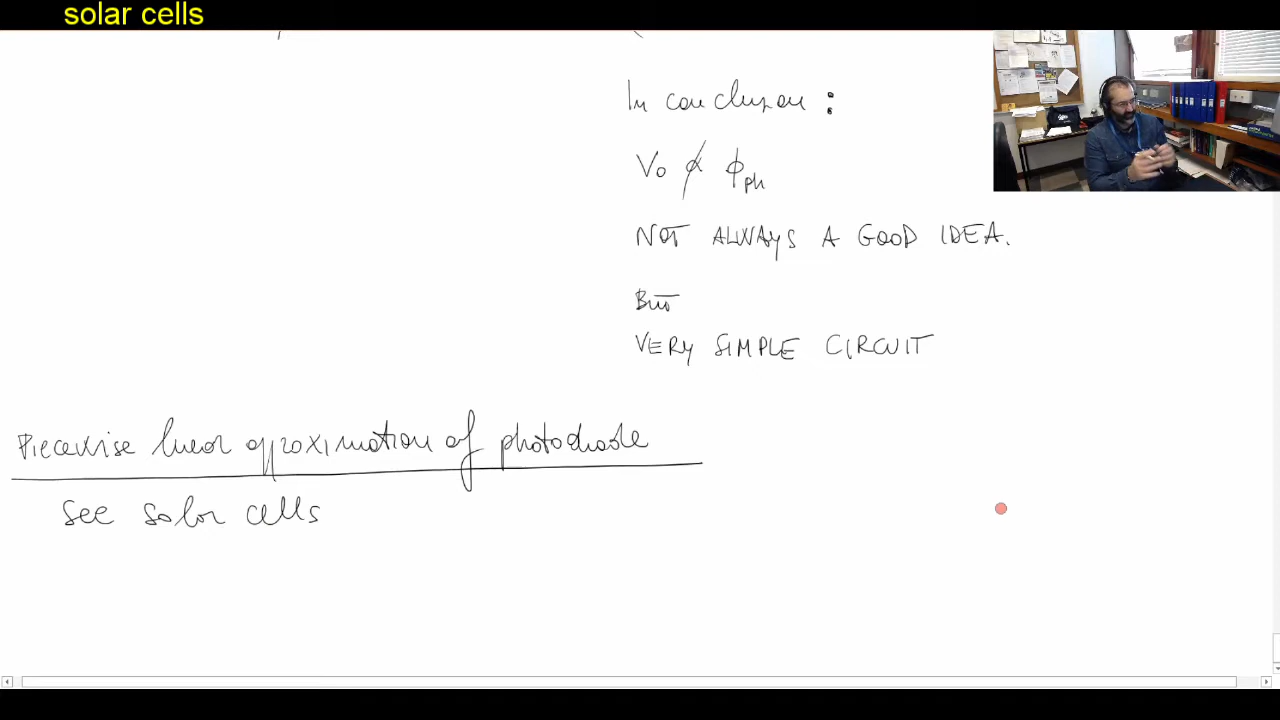 solar cells
In conclusion :
Vo ∝̸ ϕph
NOT ALWAYS A GOOD IDEA.
But
VERY SIMPLE CIRCUIT
Piecewise linear approximation of photodiode
See solar cells